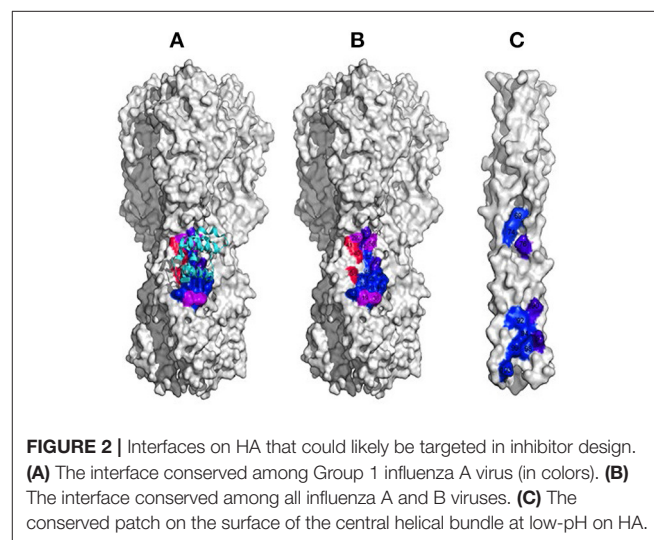 A B C
FIGURE 2 | Interfaces on HA that could likely be targeted in inhibitor design.
(A) The interface conserved among Group 1 influenza A virus (in colors). (B)
The interface conserved among all influenza A and B viruses. (C) The
conserved patch on the surface of the central helical bundle at low-pH on HA.